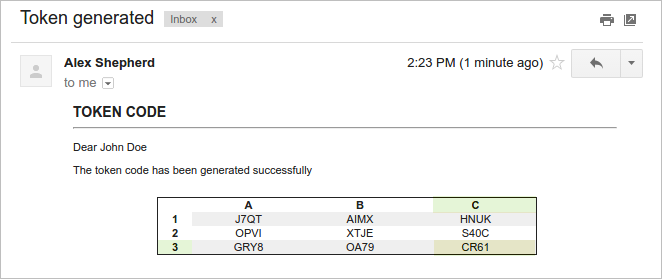 Token generated Inbox x
Alex Shepherd 2:23 PM (1 minute ago)
to me
TOKEN CODE
Dear John Doe
The token code has been generated successfully
A B C
1 J7QT AIMX HNUK
2 OPVI XTJE S40C
3 GRY8 OA79 CR61